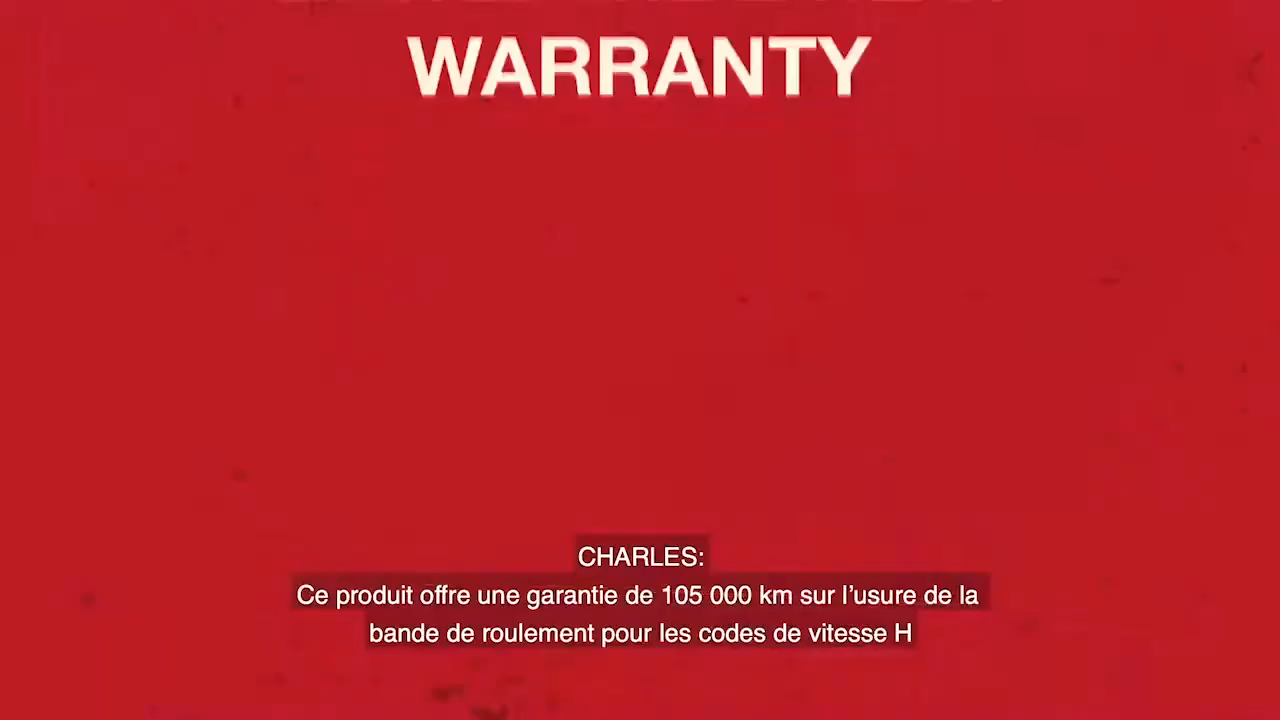 WARRANTY
CHARLES:
Ce produit offre une garantie de 105 000 km sur l’usure de la
bande de roulement pour les codes de vitesse H